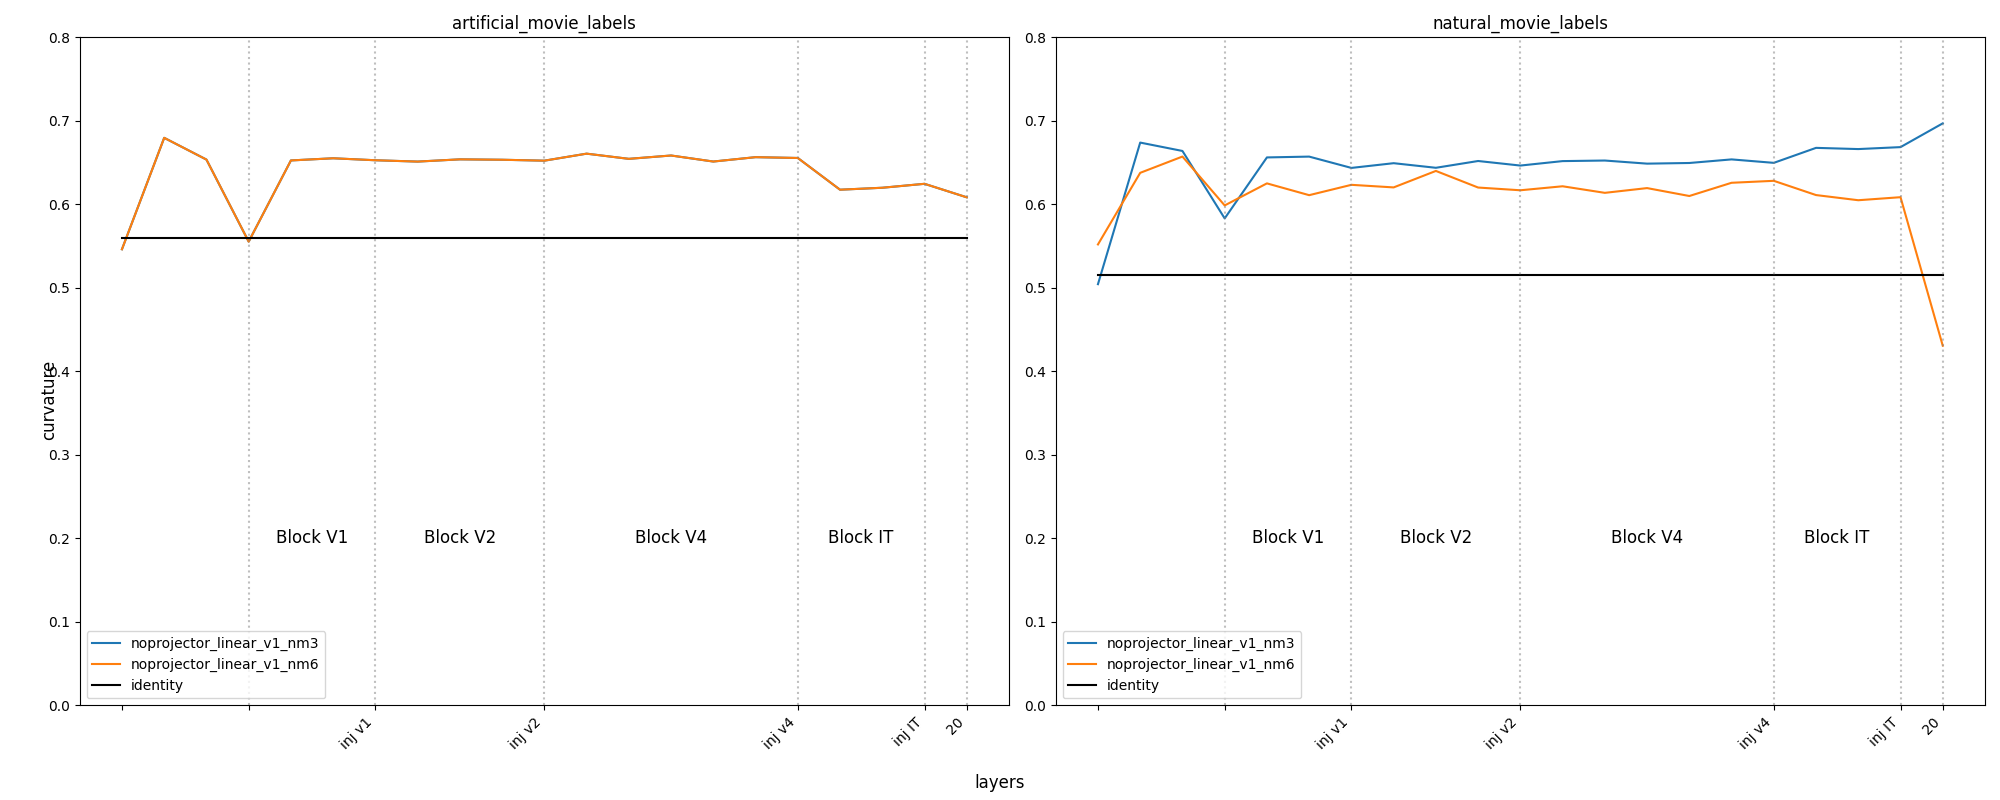 artificial_movie_labels
0.8
0.7
0.6
0.5
0.4
0.3
0.2
0.1
0.0
curvature
Block V1
Block V2
Block V4
Block IT
noprojector_linear_v1_nm3
noprojector_linear_v1_nm6
identity
inj v1
inj v2
inj v4
inj IT
20
natural_movie_labels
0.8
0.7
0.6
0.5
0.4
0.3
0.2
0.1
0.0
Block V1
Block V2
Block V4
Block IT
noprojector_linear_v1_nm3
noprojector_linear_v1_nm6
identity
inj v1
inj v2
inj v4
inj IT
20
layers